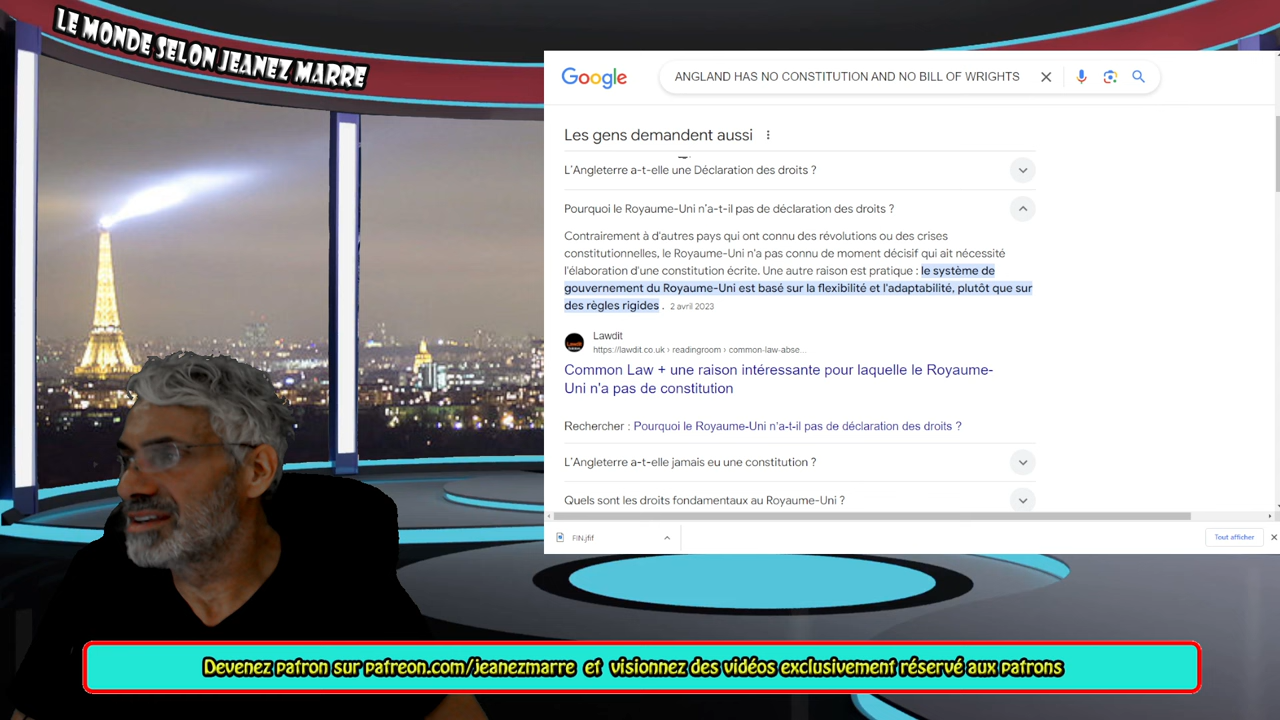 LE MONDE SELON JEANEZ MARRE
Google
ANGLAND HAS NO CONSTITUTION AND NO BILL OF WRIGHTS
Les gens demandent aussi
L'Angleterre a-t-elle une Déclaration des droits ?
Pourquoi le Royaume-Uni n'a-t-il pas de déclaration des droits ?
Contrairement à d'autres pays qui ont connu des révolutions ou des crises
constitutionnelles, le Royaume-Uni n'a pas connu de moment décisif qui ait nécessité
l'élaboration d'une constitution écrite. Une autre raison est pratique : le système de
gouvernement du Royaume-Uni est basé sur la flexibilité et l'adaptabilité, plutôt que sur
des règles rigides . 2 avril 2023
Lawdit
https://lawdit.co.uk › readingroom › common-law-abse...
Common Law + une raison intéressante pour laquelle le Royaume-
Uni n'a pas de constitution
Rechercher : Pourquoi le Royaume-Uni n'a-t-il pas de déclaration des droits ?
L'Angleterre a-t-elle jamais eu une constitution ?
Quels sont les droits fondamentaux au Royaume-Uni ?
FIN.jfif
Tout afficher
Devenez patron sur patreon.com/jeanezmarre et visionnez des vidéos exclusivement réservé aux patrons